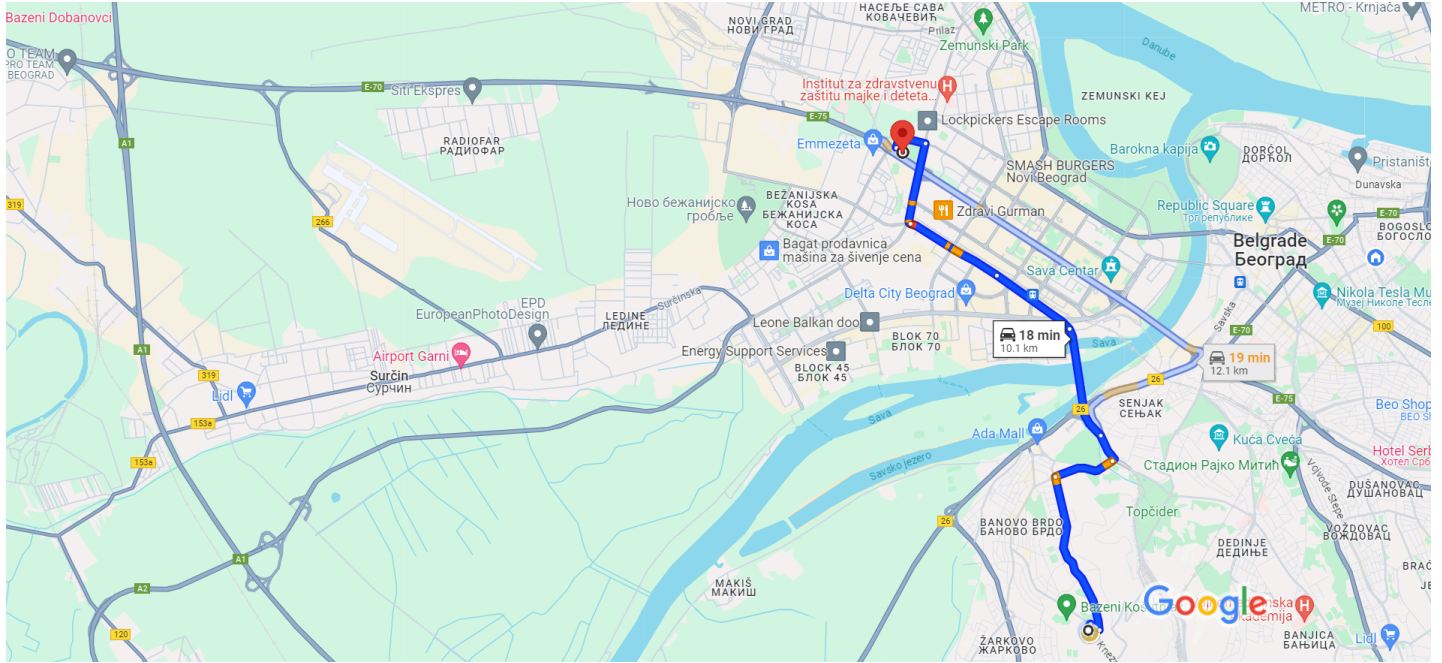 Bazeni Dobanovci
PRO TEAM
BEOGRAD
A1
E-70
Siti Ekspres
RADIOFAR
РАДИОФАР
NOVI GRAD
НОВИ ГРАД
НАСЕЉЕ САВА
КОВАЧЕВИЋ
Prilaz
Zemunski Park
METRO - Krnjača
Danube
ZEMUNSKI KEJ
Institut za zdravstvenu
zaštitu majke i deteta...
E-75
Lockpickers Escape Rooms
Emmezeta
SMASH BURGERS
Novi Beograd
Barokna kapija
DORĆOL
ДОРЋОЛ
Pristaništ
Dunavska
319
266
Ново бежанијско
гробље
BEŽANIJSKA
KOSA
БЕЖАНИЈСКА
КОСА
Zdravi Gurman
Republic Square
Трг републике
E-70
E-70
BOGOSLO
БОГОСЛО
Bagat prodavnica
mašina za šivenje cena
Belgrade
Београд
Sava Centar
Delta City Beograd
Nikola Tesla Mu
Музеј Николе Тесле
Surčinska
EPD
EuropeanPhotoDesign
LEDINE
ЛЕДИНЕ
Leone Balkan doo
BLOK 70
БЛОК 70
18 min
10.1 km
Sava
Savska
E-70
100
A1
Airport Garni
Energy Support Services
BLOCK 45
БЛОК 45
19 min
12.1 km
319
Surčin
Сурчин
Lidl
26
26
SENJAK
СЕЊАК
E-75
Beo Shop
153a
Sava
Ada Mall
Kuća Cveća
Hotel Serb
153a
Savsko jezero
Стадион Рајко Митић
Vojvode Stepe
DUŠANOVAC
ДУШАНОВАЦ
26
BANOVO BRDO
БАНОВО БРДО
Topčider
VOŽDOVAC
ВОЖДОВАЦ
A1
DEDINJE
ДЕДИЊЕ
A2
MAKIŠ
МАКИШ
Google
Bazeni Koš
120
ŽARKOVO
ЖАРКОВО
BANJICA
БАЊИЦА
Lidl